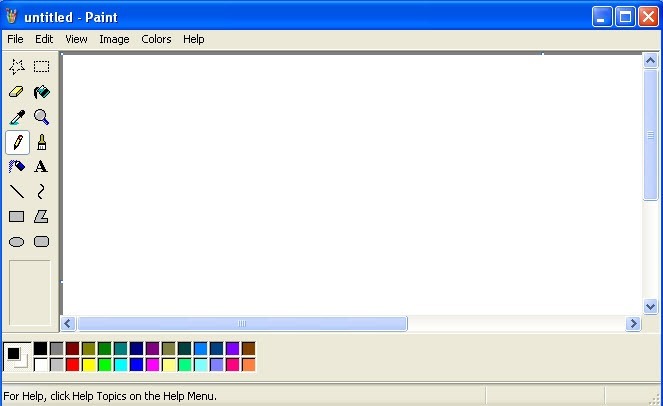 untitled - Paint
File Edit View Image Colors Help
A
For Help, click Help Topics on the Help Menu.